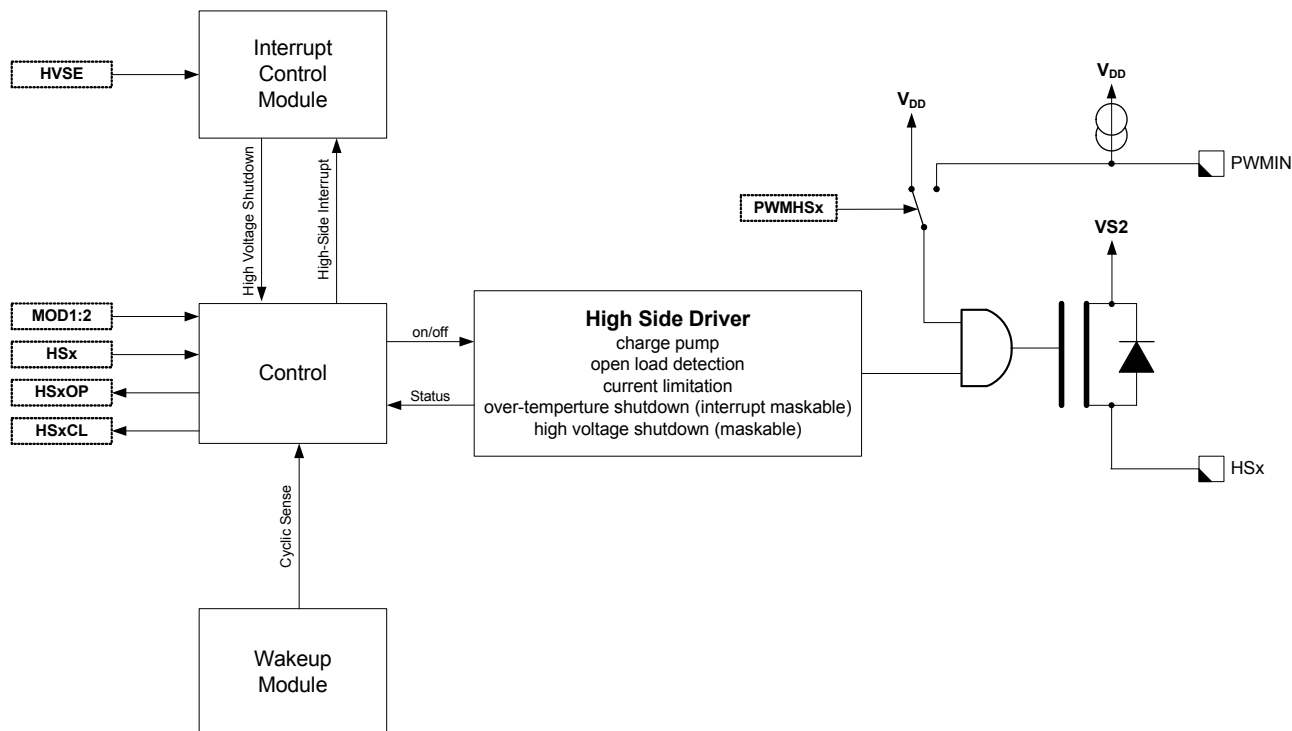 Interrupt
Control
Module
HVSE
High Voltage Shutdown
High-Side Interrupt
VDD
VDD
PWMIN
PWMHSx
VS2
MOD1:2
HSx
HSxOP
HSxCL
Control
on/off
Status
High Side Driver
charge pump
open load detection
current limitation
over-temperture shutdown (interrupt maskable)
high voltage shutdown (maskable)
HSx
Cyclic Sense
Wakeup
Module